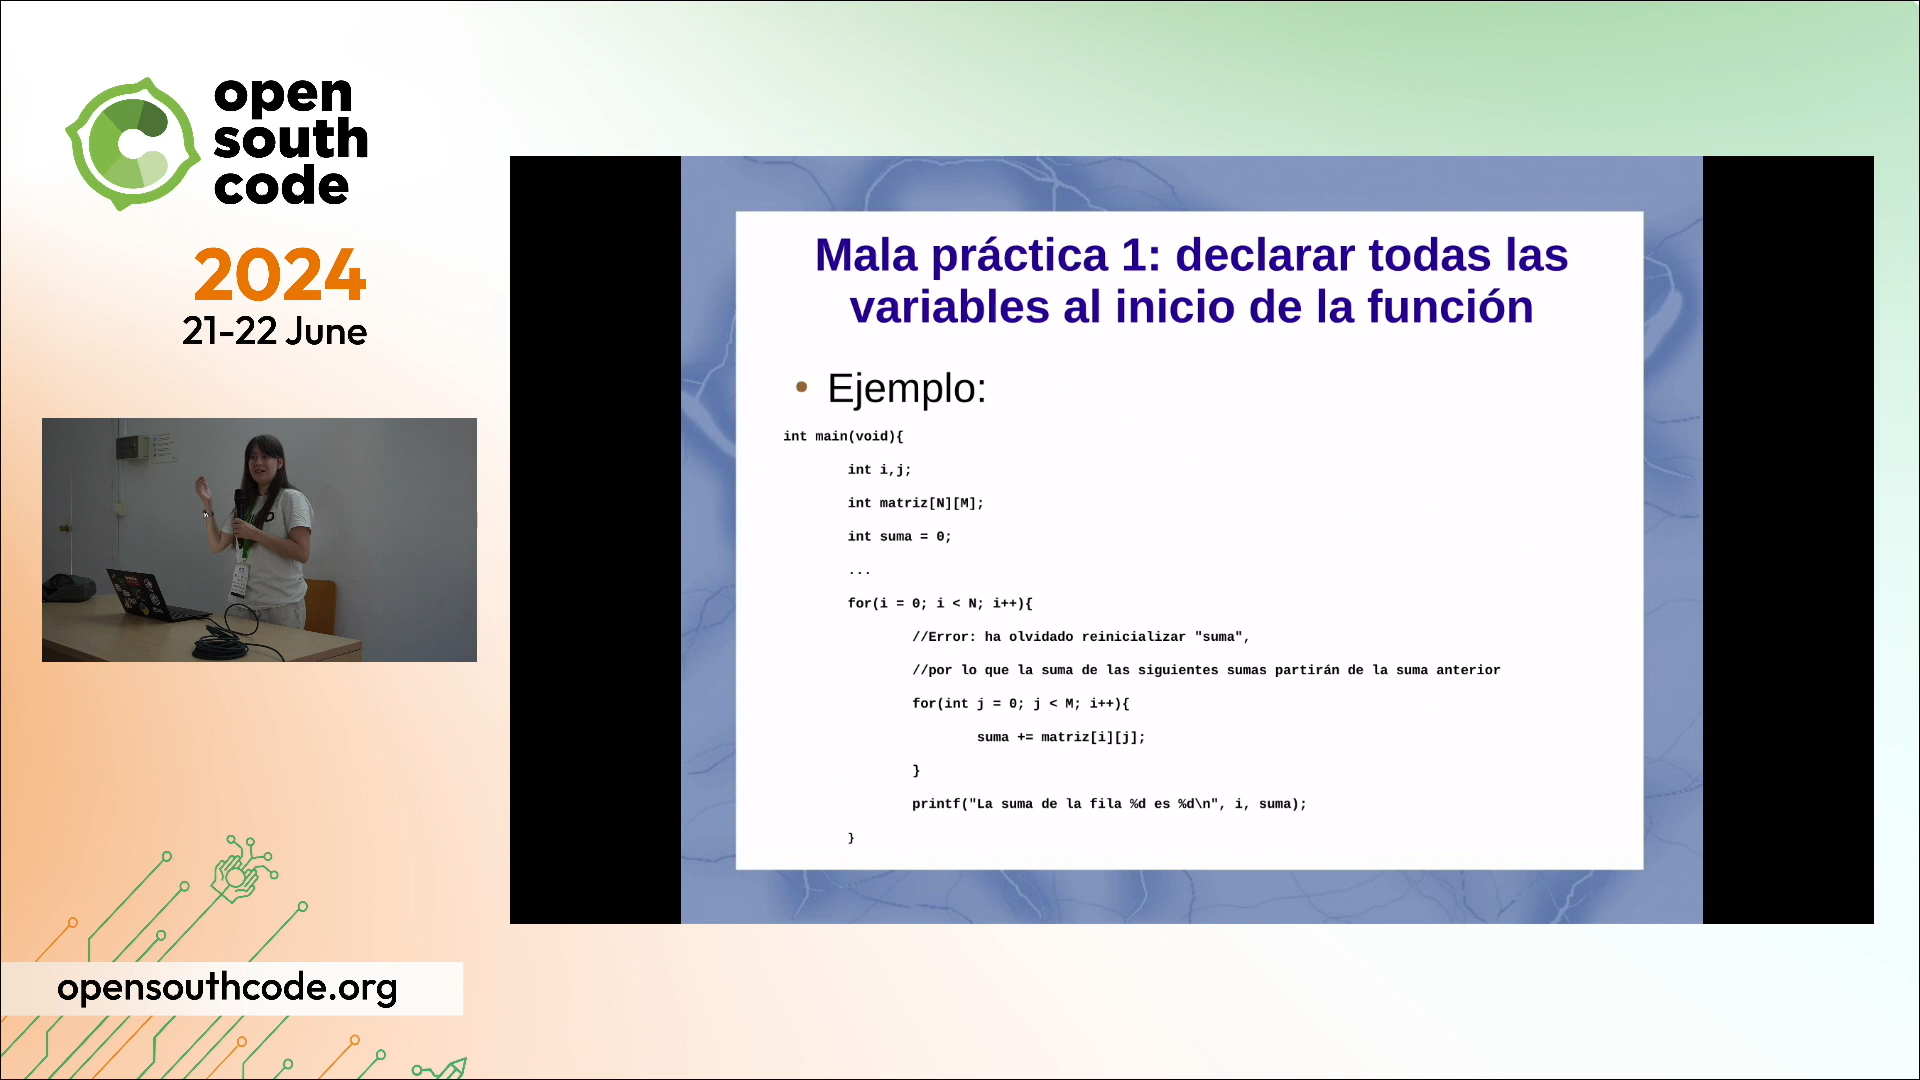 open
south
code
2024
21-22 June
opensouthcode.org
Mala práctica 1: declarar todas las
variables al inicio de la función
• Ejemplo:
int main(void){
int i,j;
int matriz[N][M];
int suma = 0;
...
for(i = 0; i < N; i++){
//Error: ha olvidado reinicializar "suma",
//por lo que la suma de las siguientes sumas partirán de la suma anterior
for(int j = 0; j < M; i++){
suma += matriz[i][j];
}
printf("La suma de la fila %d es %d\n", i, suma);
}